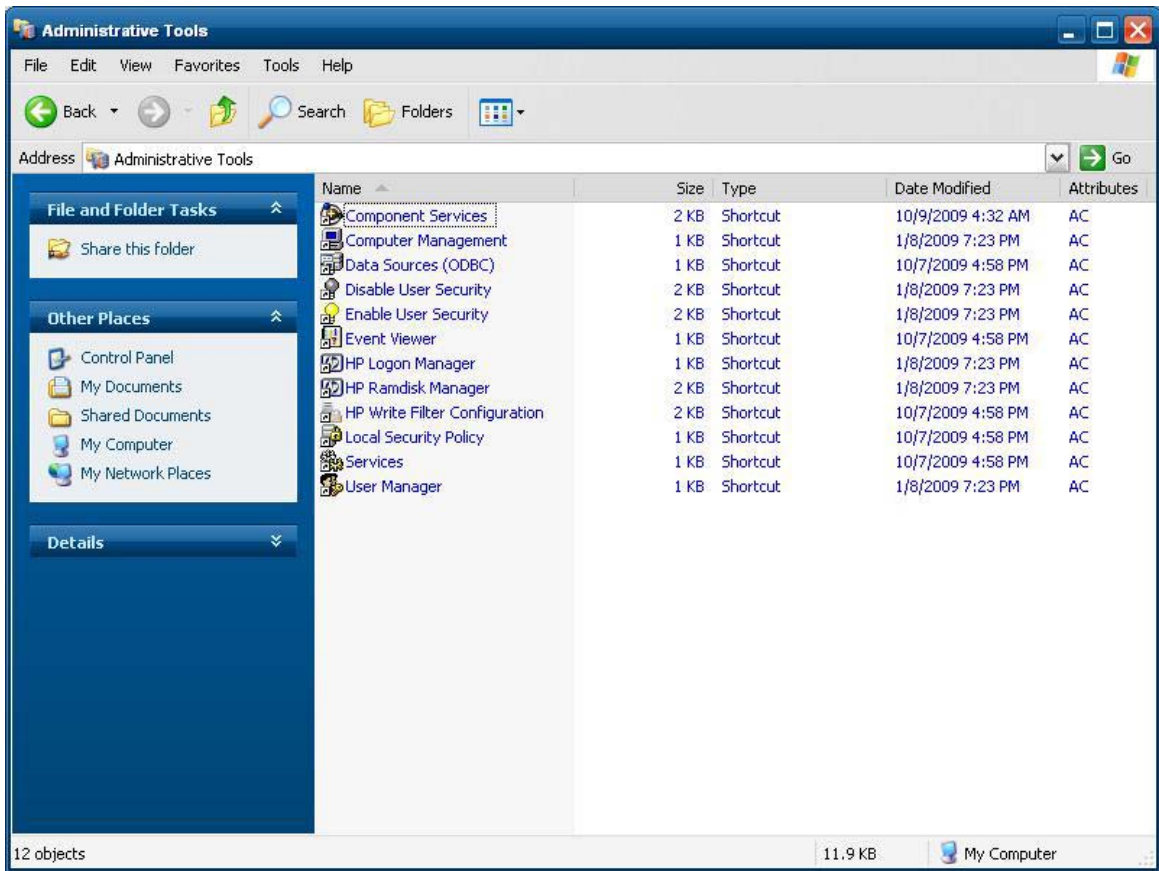 Administrative Tools
File Edit View Favorites Tools Help
Back Search Folders
Address Administrative Tools Go
File and Folder Tasks
Share this folder
Other Places
Control Panel
My Documents
Shared Documents
My Computer
My Network Places
Details
Name Size Type Date Modified Attributes
Component Services 2 KB Shortcut 10/9/2009 4:32 AM AC
Computer Management 1 KB Shortcut 1/8/2009 7:23 PM AC
Data Sources (ODBC) 1 KB Shortcut 10/7/2009 4:58 PM AC
Disable User Security 2 KB Shortcut 1/8/2009 7:23 PM AC
Enable User Security 2 KB Shortcut 1/8/2009 7:23 PM AC
Event Viewer 1 KB Shortcut 10/7/2009 4:58 PM AC
HP Logon Manager 1 KB Shortcut 1/8/2009 7:23 PM AC
HP Ramdisk Manager 2 KB Shortcut 1/8/2009 7:23 PM AC
HP Write Filter Configuration 2 KB Shortcut 10/7/2009 4:58 PM AC
Local Security Policy 1 KB Shortcut 10/7/2009 4:58 PM AC
Services 1 KB Shortcut 10/7/2009 4:58 PM AC
User Manager 1 KB Shortcut 1/8/2009 7:23 PM AC
12 objects 11.9 KB My Computer